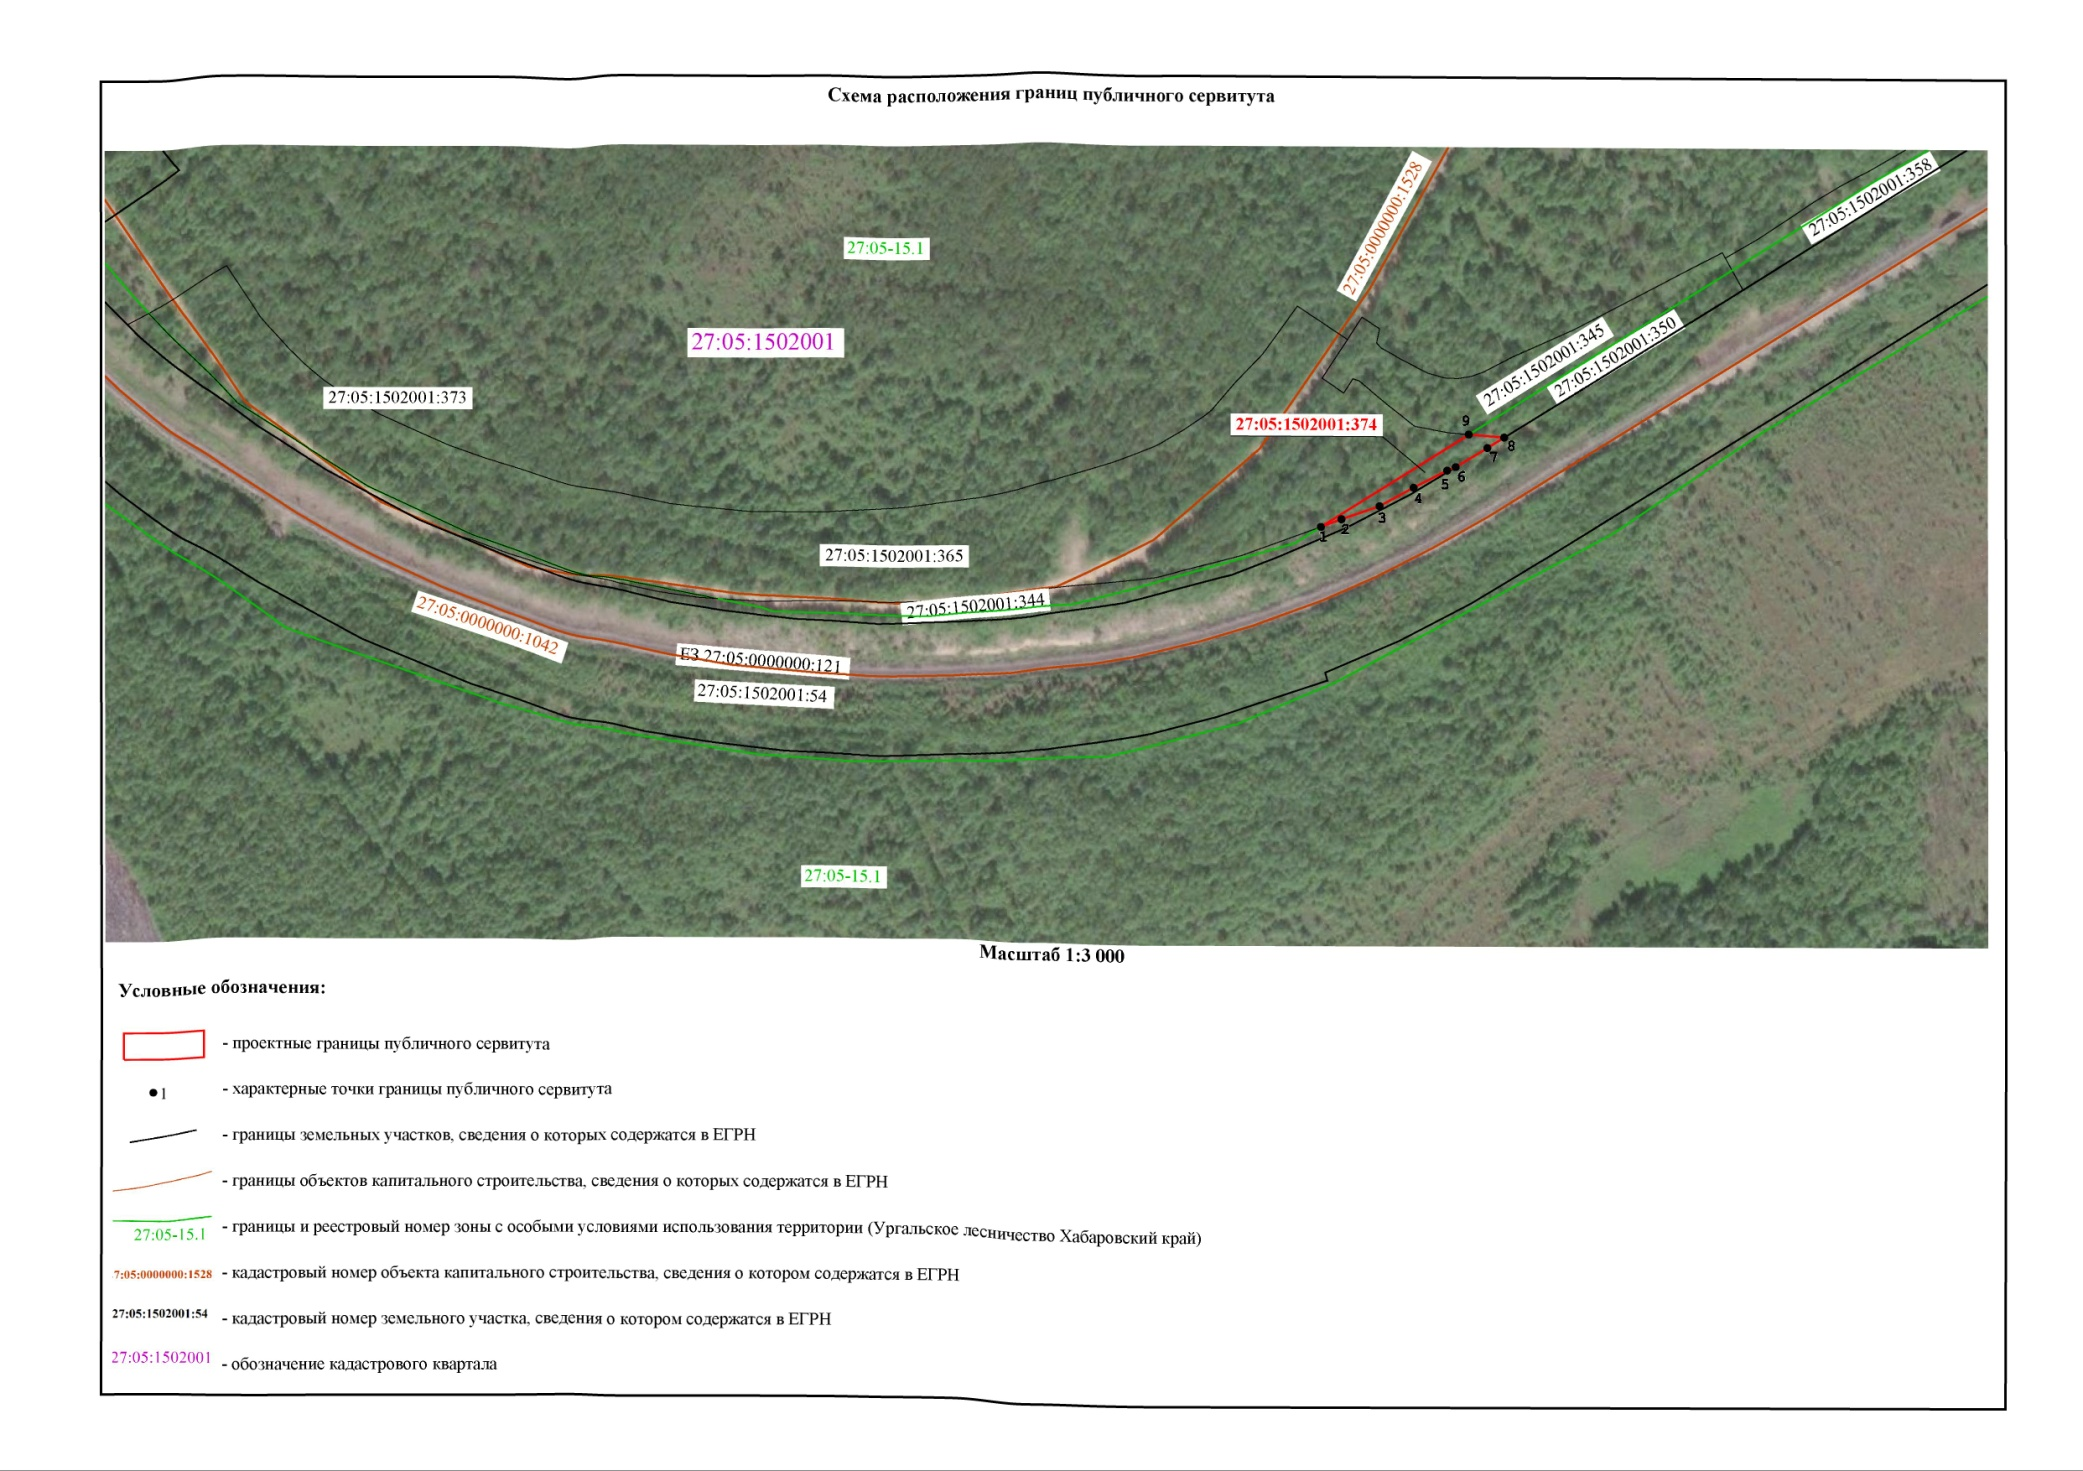 Схема расположения границ публичного сервитута
27:05:0000000:1528
27:05:1502001:358
27:05-15.1
27:05:1502001
27:05:1502001:345
27:05:1502001:350
27:05:1502001:373
27:05:1502001:374
9
8
7
6
5
4
3
2
1
27:05:1502001:365
27:05:1502001:344
27:05:0000000:1042
ЕЗ 27:05:0000000:121
27:05:1502001:54
27:05-15.1
Масштаб 1:3 000
Условные обозначения:
- проектные границы публичного сервитута
1 - характерные точки границы публичного сервитута
- границы земельных участков, сведения о которых содержатся в ЕГРН
- границы объектов капитального строительства, сведения о которых содержатся в ЕГРН
27:05-15.1 - границы и реестровый номер зоны с особыми условиями использования территории (Ургальское лесничество Хабаровский край)
7:05:0000000:1528 - кадастровый номер объекта капитального строительства, сведения о котором содержатся в ЕГРН
27:05:1502001:54 - кадастровый номер земельного участка, сведения о котором содержатся в ЕГРН
27:05:1502001 - обозначение кадастрового квартала